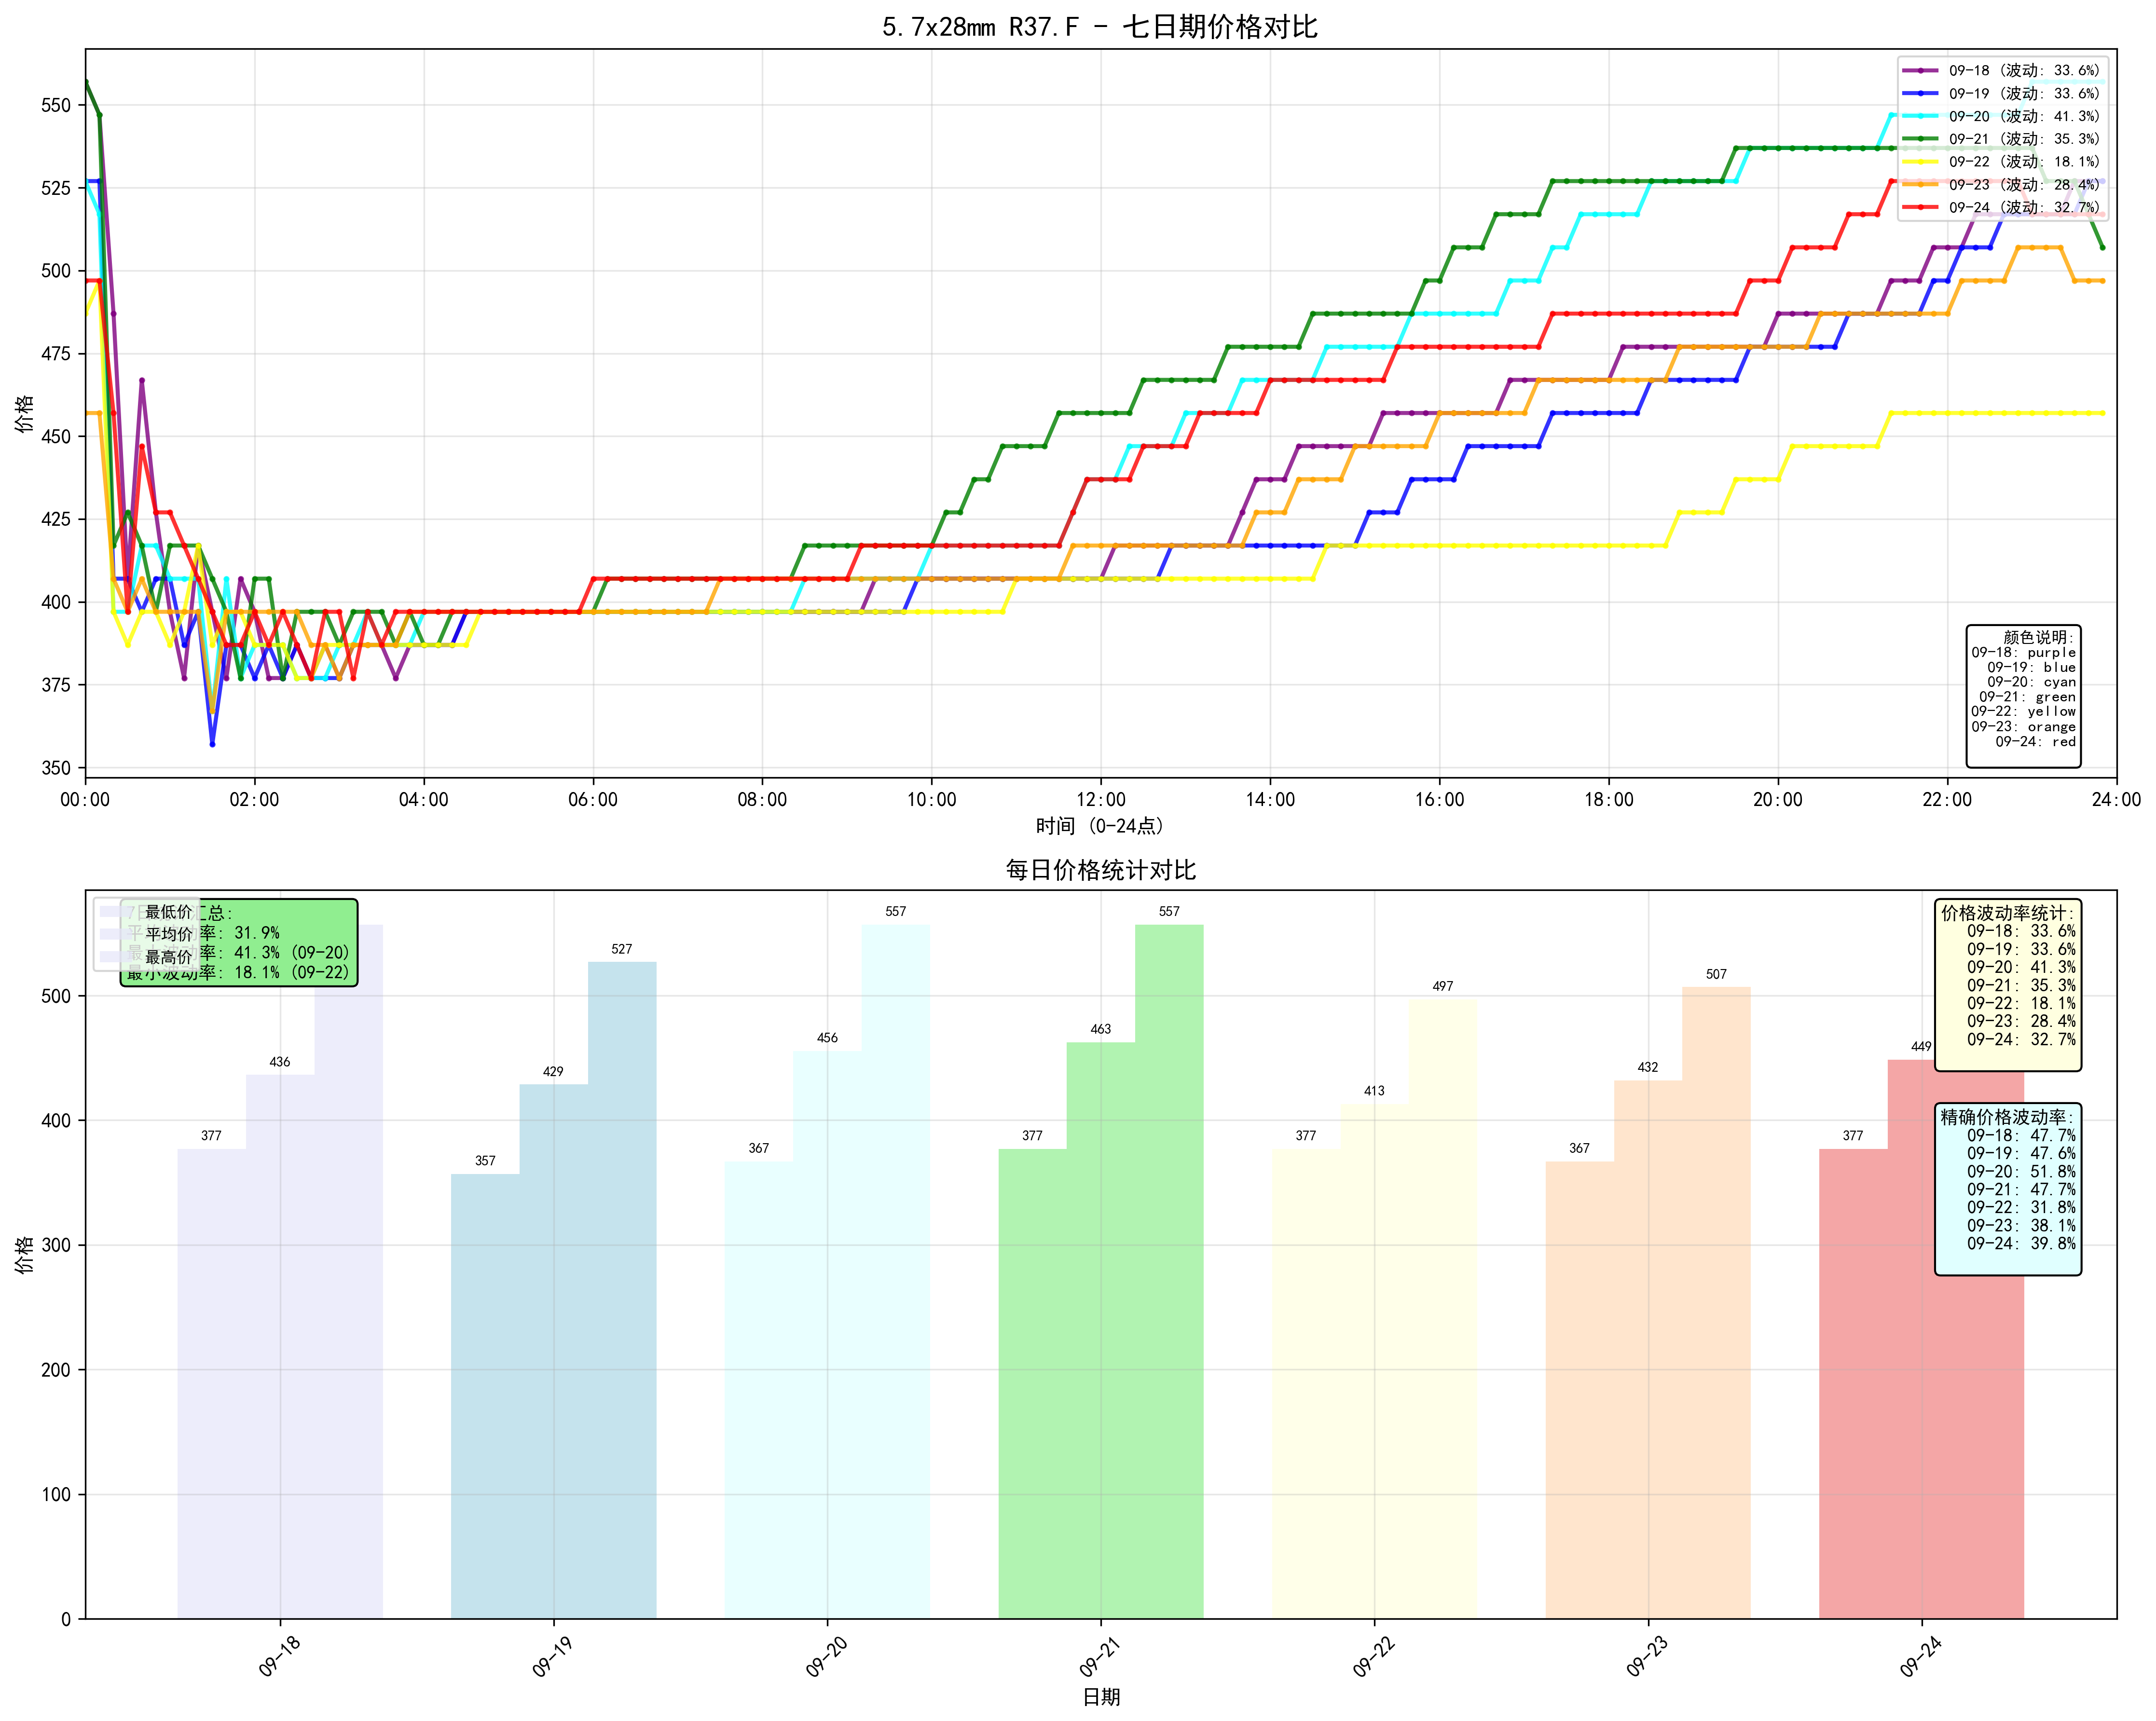 5.7x28mm R37.F - 七日期价格对比
价格
550
525
500
475
450
425
400
375
350
09-18 (波动: 33.6%)
09-19 (波动: 33.6%)
09-20 (波动: 41.3%)
09-21 (波动: 35.3%)
09-22 (波动: 18.1%)
09-23 (波动: 28.4%)
09-24 (波动: 32.7%)
颜色说明:
09-18: purple
09-19: blue
09-20: cyan
09-21: green
09-22: yellow
09-23: orange
09-24: red
00:00 02:00 04:00 06:00 08:00 10:00 12:00 14:00 16:00 18:00 20:00 22:00 24:00
时间 (0-24点)
每日价格统计对比
价格
500
400
300
200
100
0
最低价
平均价
最高价
汇总:
率: 31.9%
率: 41.3% (09-20)
最小波动率: 18.1% (09-22)
377 436
357 429 527
367 456 557
377 463 557
377 413 497
367 432 507
377 449
价格波动率统计:
09-18: 33.6%
09-19: 33.6%
09-20: 41.3%
09-21: 35.3%
09-22: 18.1%
09-23: 28.4%
09-24: 32.7%
精确价格波动率:
09-18: 47.7%
09-19: 47.6%
09-20: 51.8%
09-21: 47.7%
09-22: 31.8%
09-23: 38.1%
09-24: 39.8%
09-18 09-19 09-20 09-21 09-22 09-23 09-24
日期